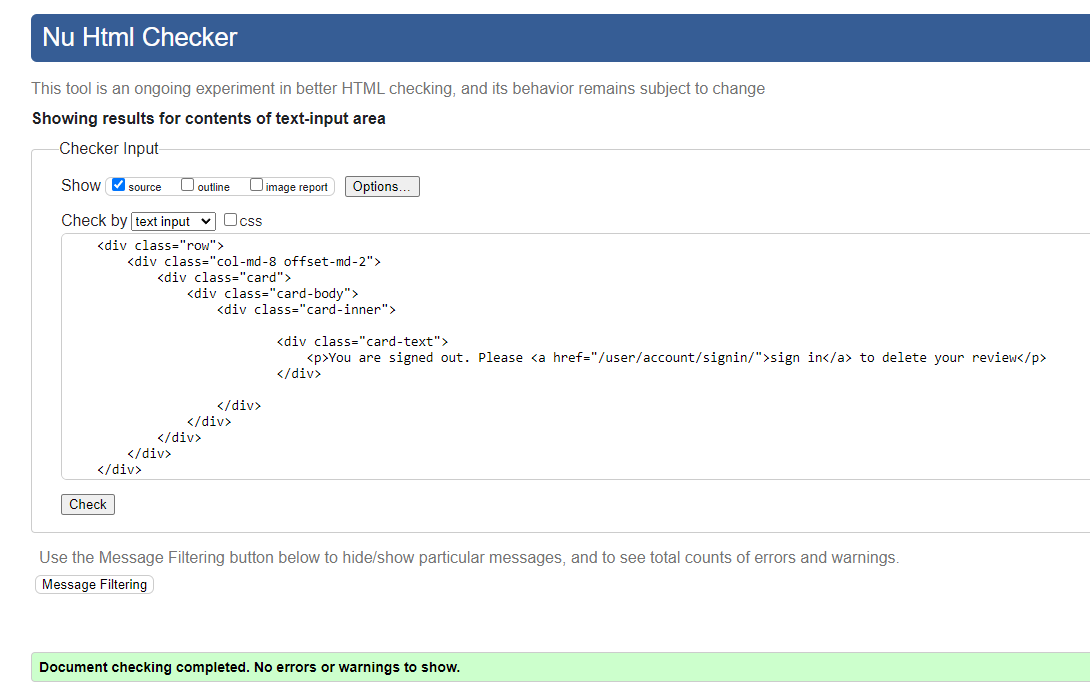 Nu Html Checker
This tool is an ongoing experiment in better HTML checking, and its behavior remains subject to change
Showing results for contents of text-input area
Checker Input
Show source outline image report Options...
Check by text input css
<div class="row">
<div class="col-md-8 offset-md-2">
<div class="card">
<div class="card-body">
<div class="card-inner">
<div class="card-text">
<p>You are signed out. Please <a href="/user/account/signin/">sign in</a> to delete your review</p>
</div>
</div>
</div>
</div>
</div>
</div>
Check
Use the Message Filtering button below to hide/show particular messages, and to see total counts of errors and warnings.
Message Filtering
Document checking completed. No errors or warnings to show.